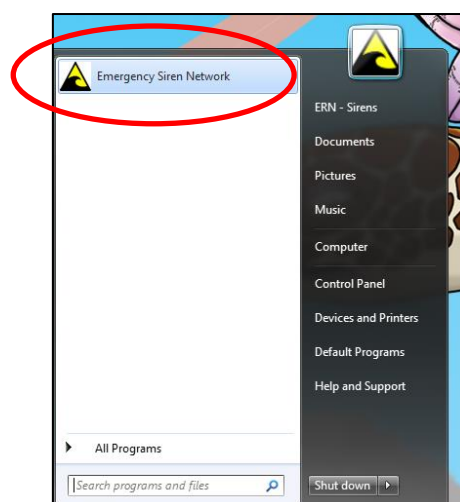 Emergency Siren Network
ERN - Sirens
Documents
Pictures
Music
Computer
Control Panel
Devices and Printers
Default Programs
Help and Support
All Programs
Search programs and files
Shut down